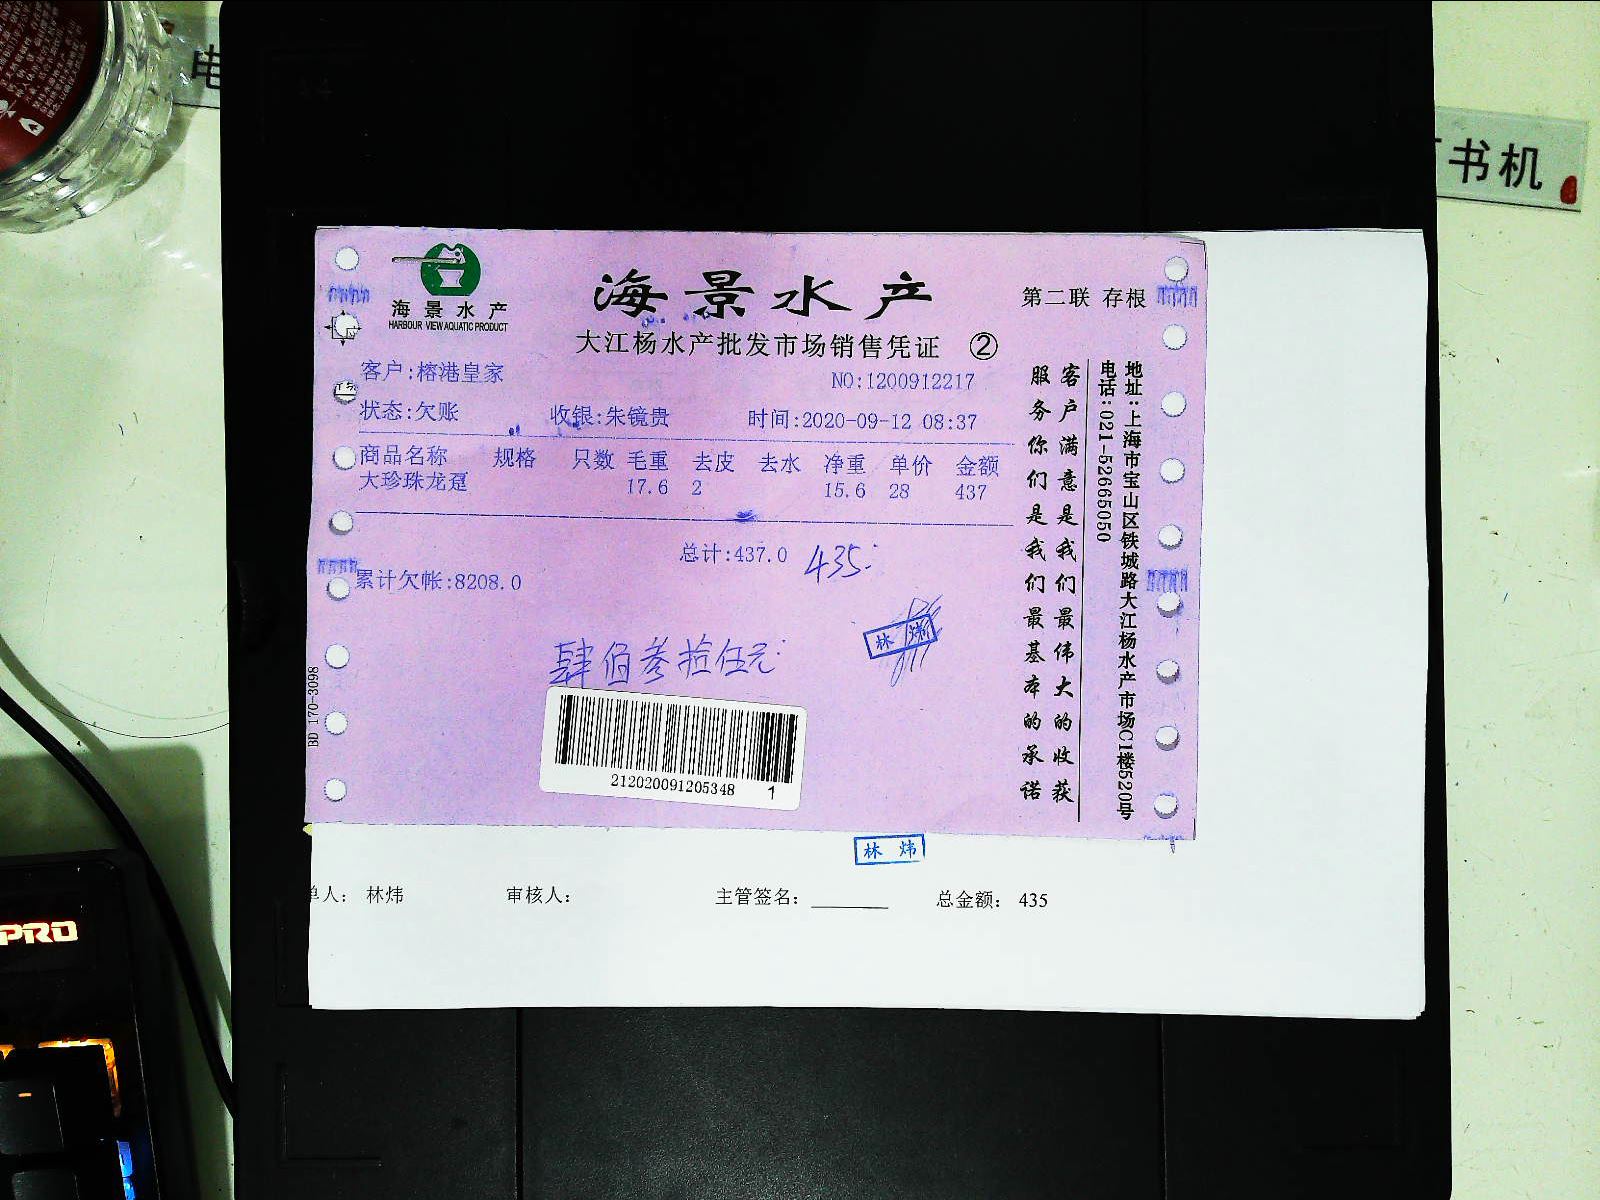 电
书机
海景水产
HARBOUR VIEW AQUATIC PRODUCT
海景水产
第二联 存根
大江杨水产批发市场销售凭证 ②
客户:榕港皇家
NO:1200912217
状态:欠账 收银:朱镜贵 时间:2020-09-12 08:37
商品名称 规格 只数 毛重 去皮 去水 净重 单价 金额
大珍珠龙趸 17.6 2 15.6 28 437
总计:437.0 435.
累计欠帐:8208.0
林
肆佰叁拾伍元
212020091205348 1
客户满意是我们最伟大的收获
服务你们是我们最基本的承诺
地址:上海市宝山区铁城路大江杨水产市场C1楼520号
电话:021-52665050
BD 170-3098
林 炜
单人: 林炜 审核人: 主管签名: 总金额: 435
PRO